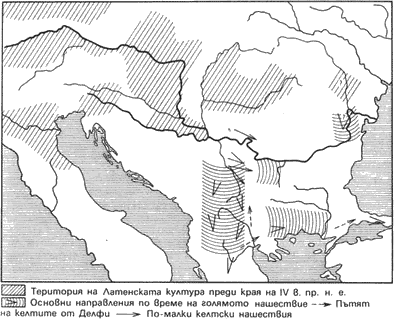 Територия на Латенската култура преди края на IV в. пр. н. е.
Основни направления по време на голямото нашествие --→ Пътят
на келтите от Делфи ⟶ По-малки келтски нашествия